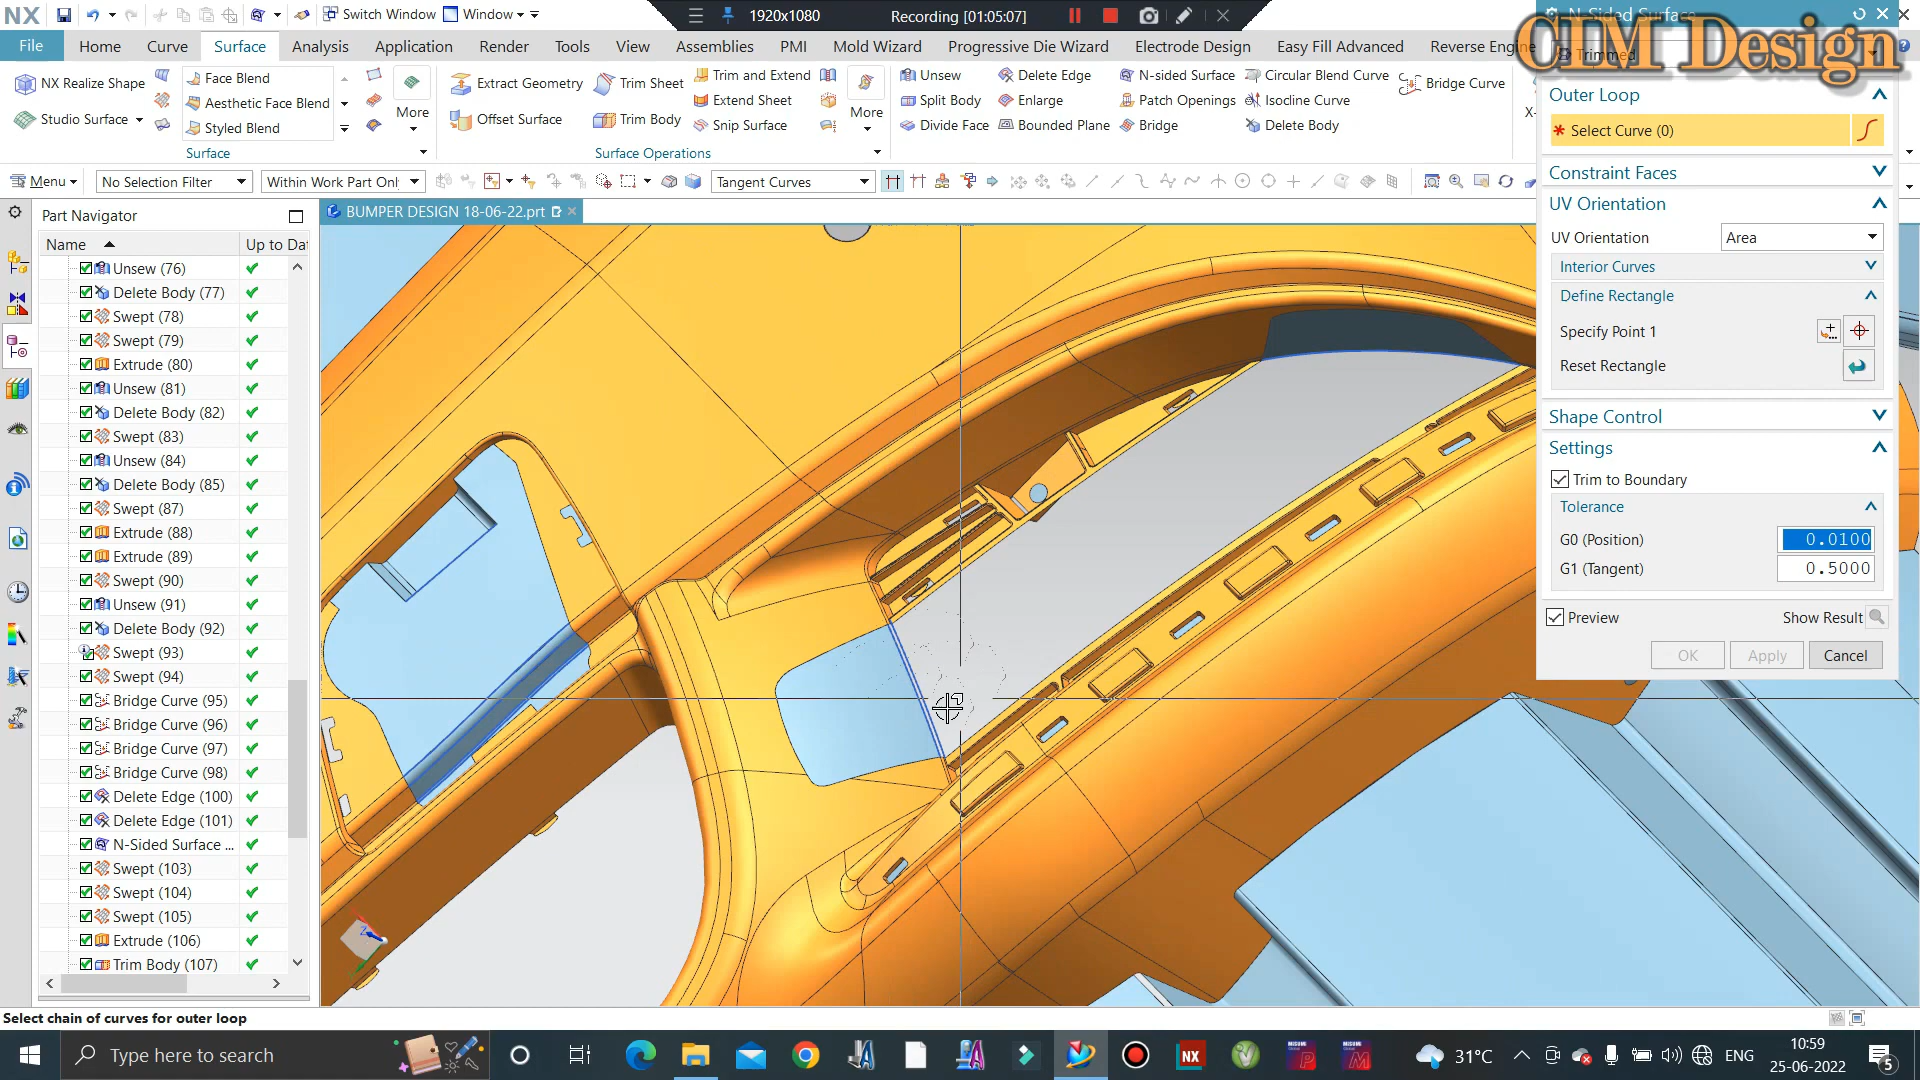 NX
Switch Window
Window
1920x1080
Recording [01:05:07]
N-Sided Surface
CIM Design
File
Home
Curve
Surface
Analysis
Application
Render
Tools
View
Assemblies
PMI
Mold Wizard
Progressive Die Wizard
Electrode Design
Easy Fill Advanced
Reverse Engin
Trimmed
NX Realize Shape
Studio Surface
Face Blend
Aesthetic Face Blend
Styled Blend
More
Surface
Extract Geometry
Offset Surface
Trim Sheet
Trim Body
Trim and Extend
Extend Sheet
Snip Surface
More
Surface Operations
Unsew
Split Body
Divide Face
Delete Edge
Enlarge
Bounded Plane
N-sided Surface
Patch Openings
Bridge
Circular Blend Curve
Isocline Curve
Delete Body
Bridge Curve
X-
Menu
No Selection Filter
Within Work Part Onl
Tangent Curves
Part Navigator
BUMPER DESIGN 18-06-22.prt
Name
Up to Da
Unsew (76)
Delete Body (77)
Swept (78)
Swept (79)
Extrude (80)
Unsew (81)
Delete Body (82)
Swept (83)
Unsew (84)
Delete Body (85)
Swept (87)
Extrude (88)
Extrude (89)
Swept (90)
Unsew (91)
Delete Body (92)
Swept (93)
Swept (94)
Bridge Curve (95)
Bridge Curve (96)
Bridge Curve (97)
Bridge Curve (98)
Delete Edge (100)
Delete Edge (101)
N-Sided Surface ...
Swept (103)
Swept (104)
Swept (105)
Extrude (106)
Trim Body (107)
Outer Loop
* Select Curve (0)
Constraint Faces
UV Orientation
UV Orientation
Area
Interior Curves
Define Rectangle
Specify Point 1
Reset Rectangle
Shape Control
Settings
Trim to Boundary
Tolerance
G0 (Position)
0.0100
G1 (Tangent)
0.5000
Preview
Show Result
OK
Apply
Cancel
Z
Select chain of curves for outer loop
Type here to search
NX
31°C
ENG
10:59
25-06-2022
5